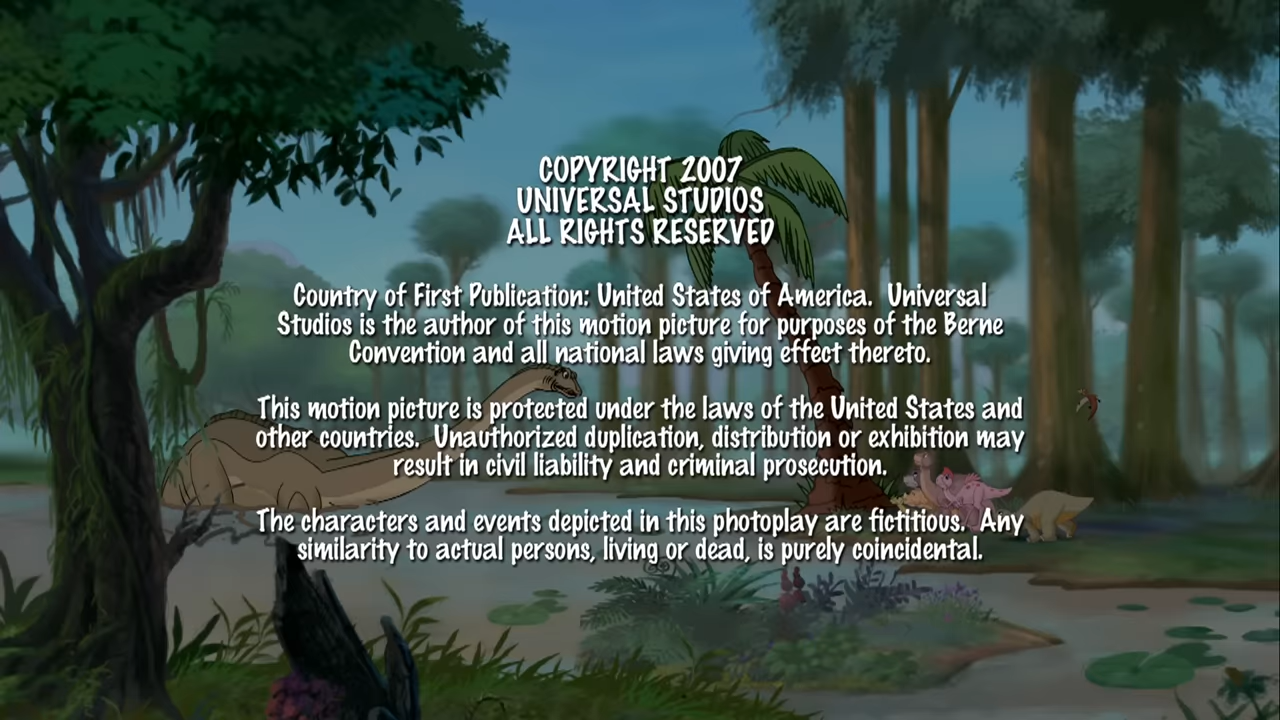 COPYRIGHT 2007
UNIVERSAL STUDIOS
ALL RIGHTS RESERVED
Country of First Publication: United States of America. Universal
Studios is the author of this motion picture for purposes of the Berne
Convention and all national laws giving effect thereto.
This motion picture is protected under the laws of the United States and
other countries. Unauthorized duplication, distribution or exhibition may
result in civil liability and criminal prosecution.
The characters and events depicted in this photoplay are fictitious. Any
similarity to actual persons, living or dead, is purely coincidental.